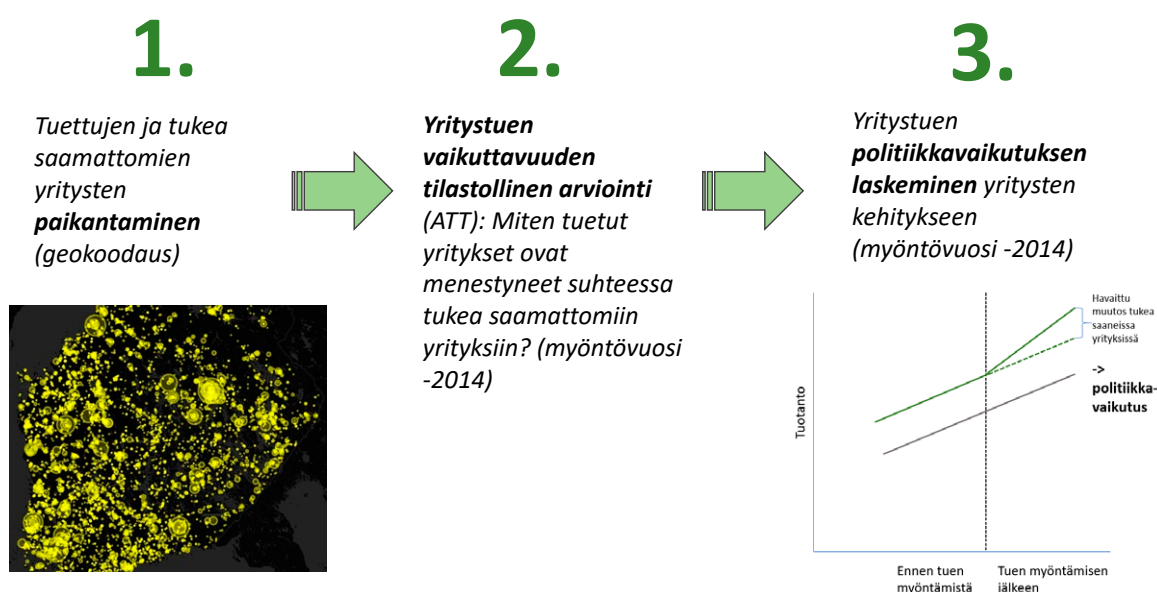 1.
Tuettujen ja tukea
saamattomien
yritysten
paikantaminen
(geokoodaus)
2.
Yritystuen
vaikuttavuuden
tilastollinen arviointi
(ATT): Miten tuetut
yritykset ovat
menestyneet suhteessa
tukea saamattomiin
yrityksiin? (myöntövuosi
-2014)
3.
Yritystuen
politiikkavaikutuksen
laskeminen yritysten
kehitykseen
(myöntövuosi -2014)
Tuotanto
Havaittu
muutos tukea
saaneissa
yrityksissä
->
politiikka-
vaikutus
Ennen tuen
myöntämistä
Tuen myöntämisen
jälkeen